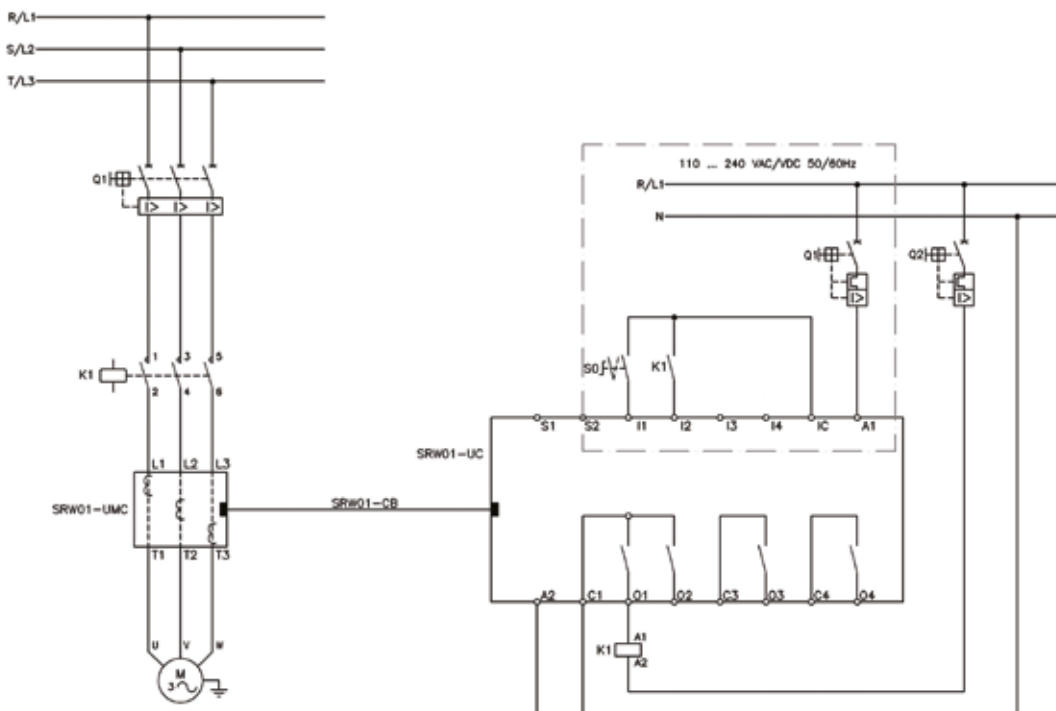 R/L1
S/L2
T/L3
110 ... 240 VAC/VDC 50/60Hz
R/L1
N
Q1
I> I> I>
Q1
I>
Q2
I>
1 3 5
K1
2 4 6
S0
K1
S1 S2 I1 I2 I3 I4 IC A1
SRW01-UC
L1 L2 L3
SRW01-UMC
SRW01-CB
T1 T2 T3
A2 C1 O1 O2 C3 O3 C4 O4
U V W
K1
A1
A2
M
3